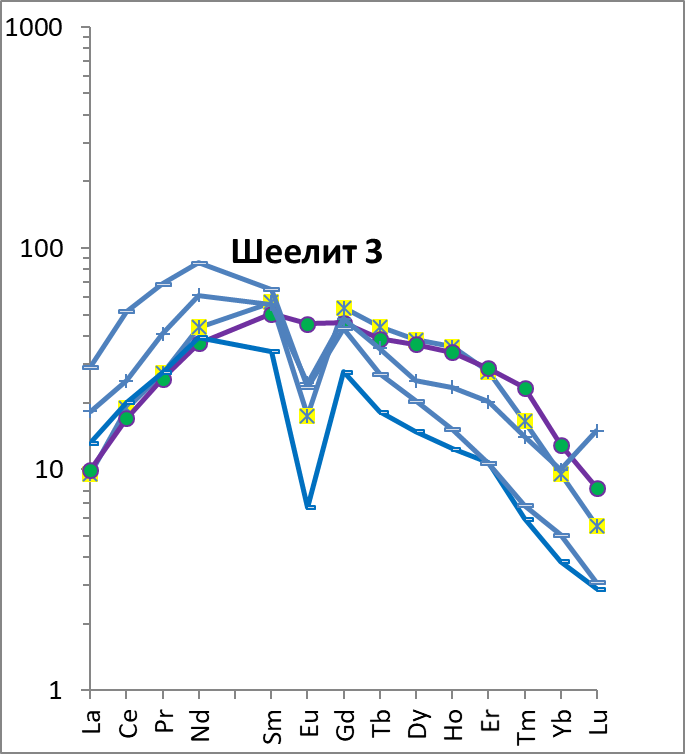 1000
100
Шеелит 3
10
1
La Ce Pr Nd Sm Eu Gd Tb Dy Ho Er Tm Yb Lu